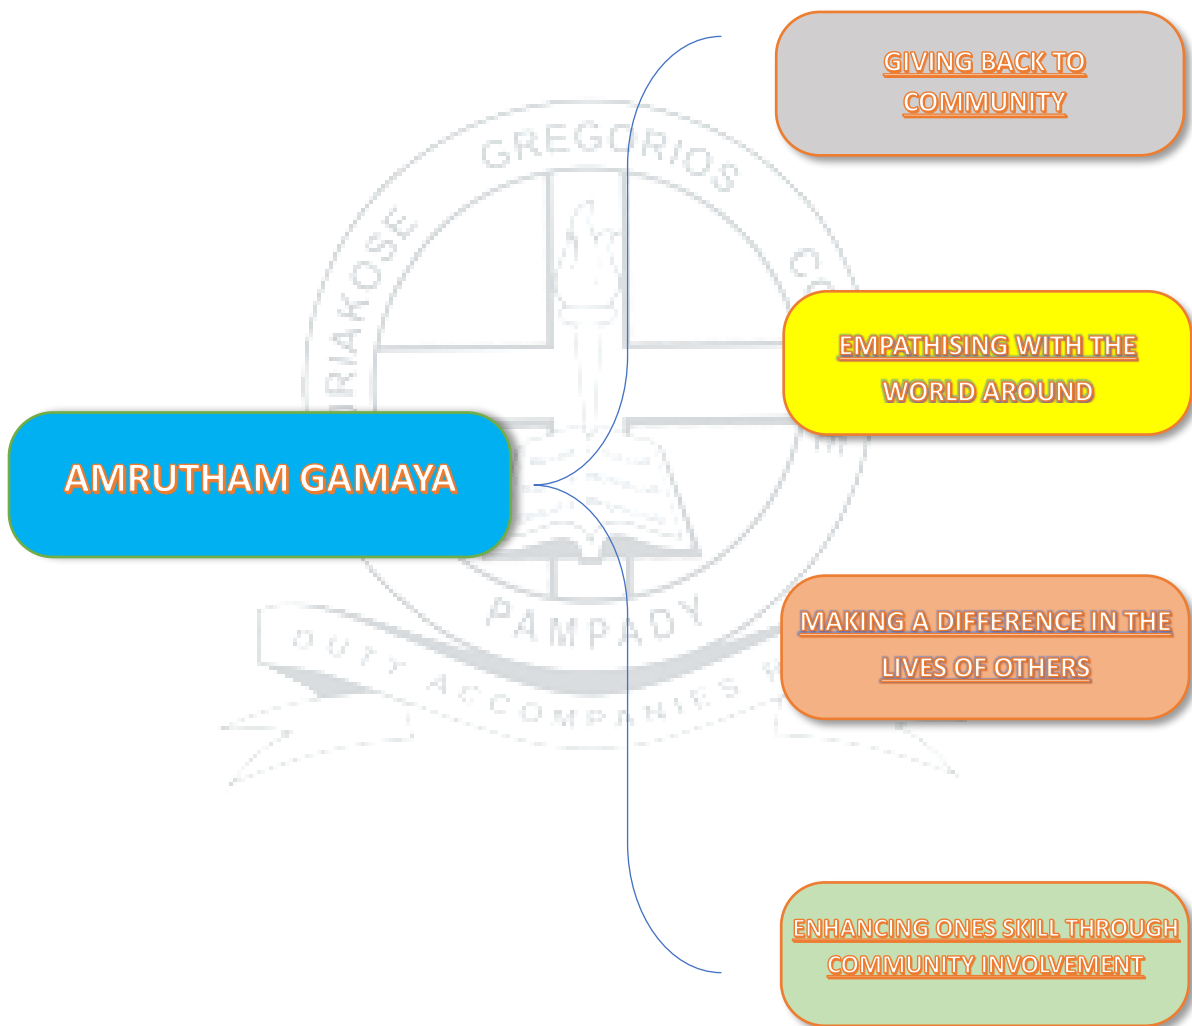 GIVING BACK TO
COMMUNITY
GREGORIOS
RIAKOSE
EMPATHISING WITH THE
WORLD AROUND
AMRUTHAM GAMAYA
MAKING A DIFFERENCE IN THE
LIVES OF OTHERS
PAMPADY
DUTY ACCOMPANIES
ENHANCING ONES SKILL THROUGH
COMMUNITY INVOLVEMENT